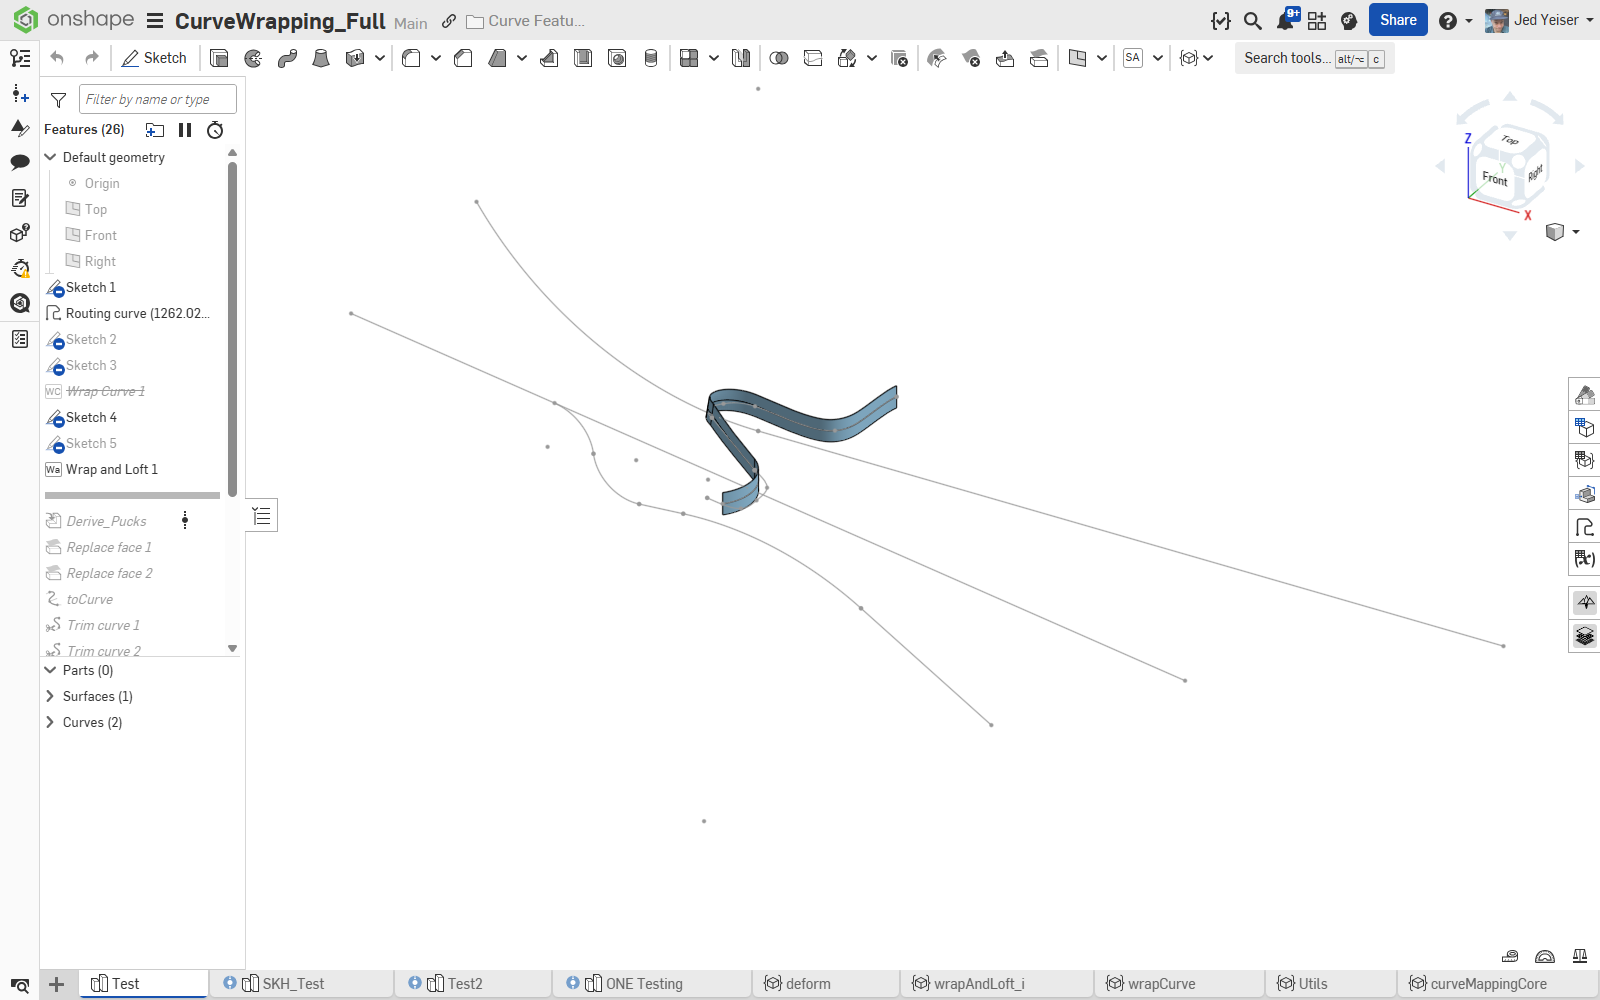 onshape CurveWrapping_Full Main Curve Featu... 9+ Share Jed Yeiser
Sketch SA Search tools... alt/⌥ c
Filter by name or type
Features (26)
Default geometry
Origin
Top
Front
Right
Sketch 1
Routing curve (1262.02...
Sketch 2
Sketch 3
WC Wrap Curve 1
Sketch 4
Sketch 5
Wa Wrap and Loft 1
Derive_Pucks
Replace face 1
Replace face 2
toCurve
Trim curve 1
Trim curve 2
Parts (0)
Surfaces (1)
Curves (2)
Z
Top
Y
Front
Right
X
Test SKH_Test Test2 ONE Testing deform wrapAndLoft_i wrapCurve Utils curveMappingCore